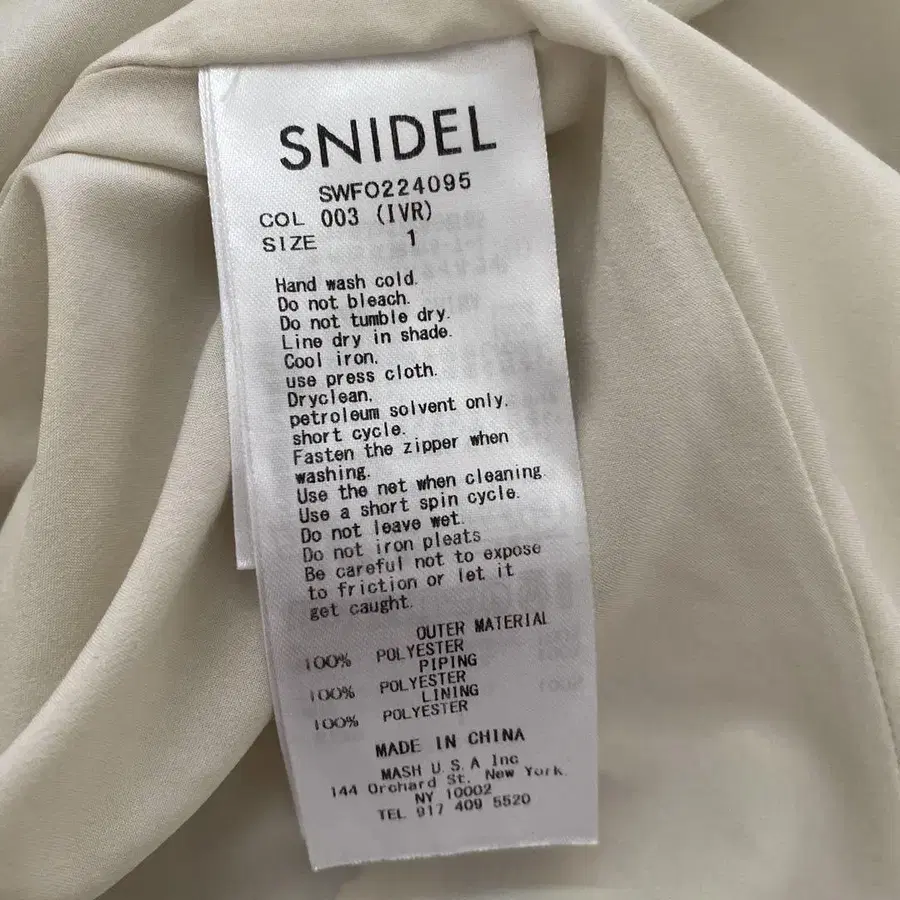 SNIDEL
SWFO224095
COL 003 (IVR)
SIZE 1
Hand wash cold.
Do not bleach.
Do not tumble dry.
Line dry in shade.
Cool iron.
use press cloth.
Dryclean.
petroleum solvent only.
short cycle.
Fasten the zipper when
washing.
Use the net when cleaning.
Use a short spin cycle.
Do not leave wet.
Do not iron pleats
Be careful not to expose
to friction or let it
get caught.
OUTER MATERIAL
100% POLYESTER
PIPING
100% POLYESTER
LINING
100% POLYESTER
MADE IN CHINA
MASH U.S.A Inc
144 Orchard St. New York.
NY 10002
TEL 917 409 5520